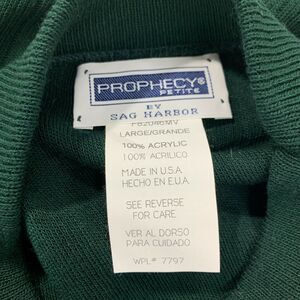 PROPHECY®
PETITE
BY
SAG HARBOR
LARGE/GRANDE
100% ACRYLIC
100% ACRILICO
MADE IN U.S.A
HECHO EN E.U.A.
SEE REVERSE
FOR CARE
VER AL DORSO
PARA CUIDADO
WPL# 7797